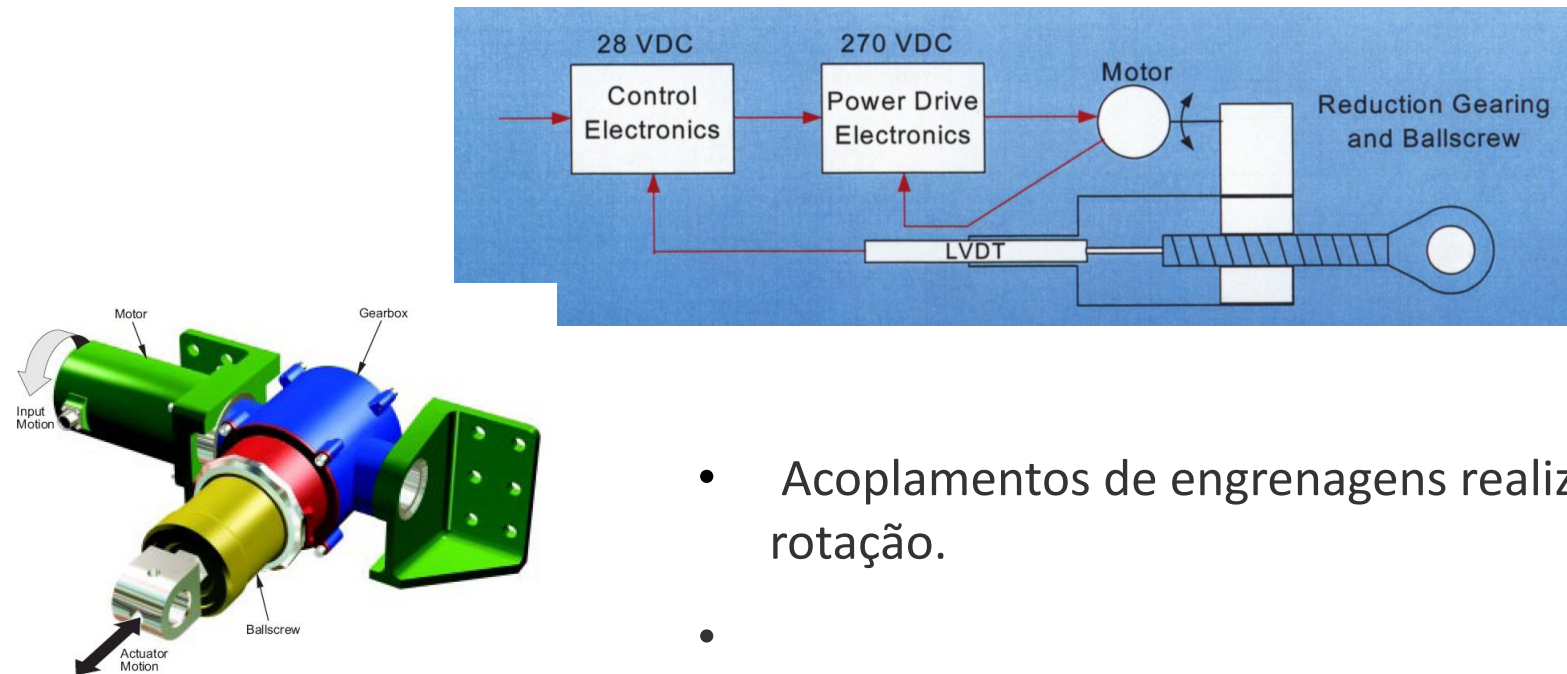 28 VDC
270 VDC
Control
Electronics
Power Drive
Electronics
Motor
Reduction Gearing
and Ballscrew
LVDT
Motor
Gearbox
Input
Motion
Ballscrew
Actuator
Motion
• Acoplamentos de engrenagens realiz
rotação.
•